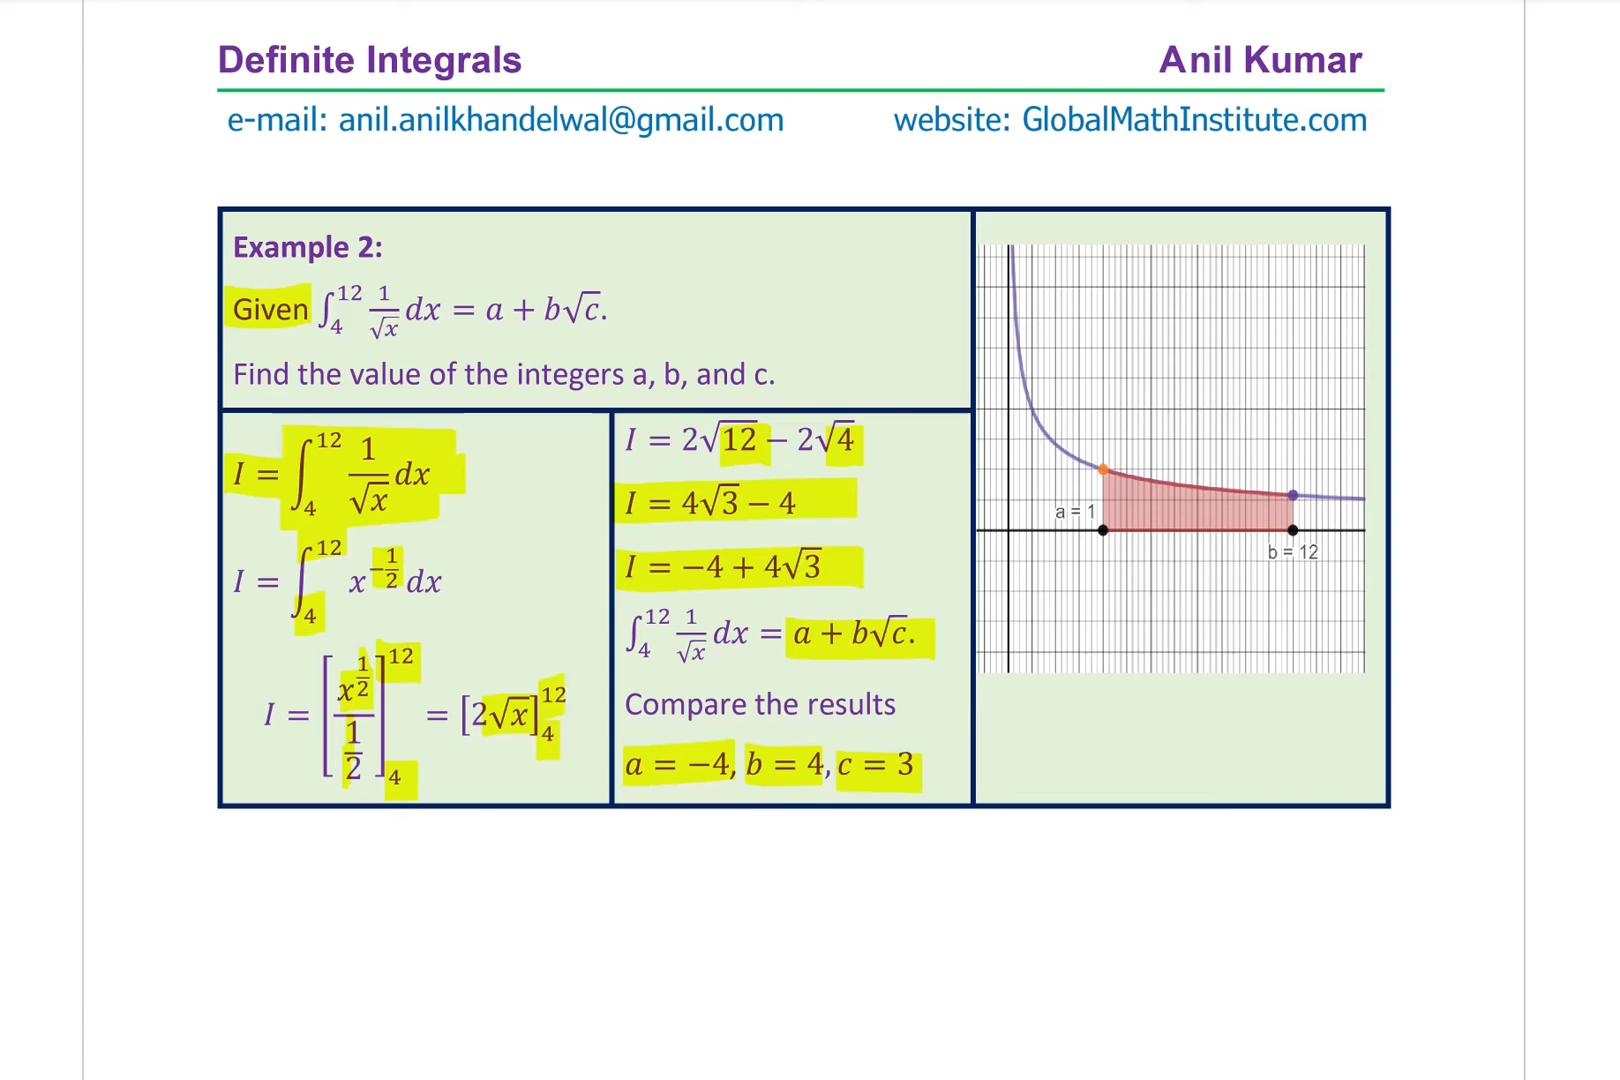 Definite Integrals Anil Kumar
e-mail: anil.anilkhandelwal@gmail.com website: GlobalMathInstitute.com
Example 2:
Given ∫₄¹² 1/√x dx = a + b√c.
Find the value of the integers a, b, and c.
I = ∫₄¹² 1/√x dx
I = ∫₄¹² x^(-1/2) dx
I = [x^(1/2) / (1/2)]₄¹² = [2√x]₄¹²
I = 2√12 − 2√4
I = 4√3 − 4
I = −4 + 4√3
∫₄¹² 1/√x dx = a + b√c.
Compare the results
a = −4, b = 4, c = 3
a = 1
b = 12